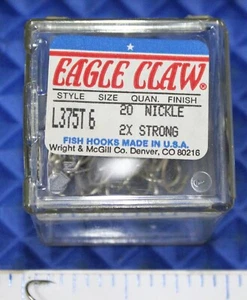 EAGLE CLAW®
STYLE SIZE QUAN. FINISH
L375T 6 20 NICKLE
2X STRONG
FISH HOOKS MADE IN U.S.A.
Wright & McGill Co. Denver, CO 80216